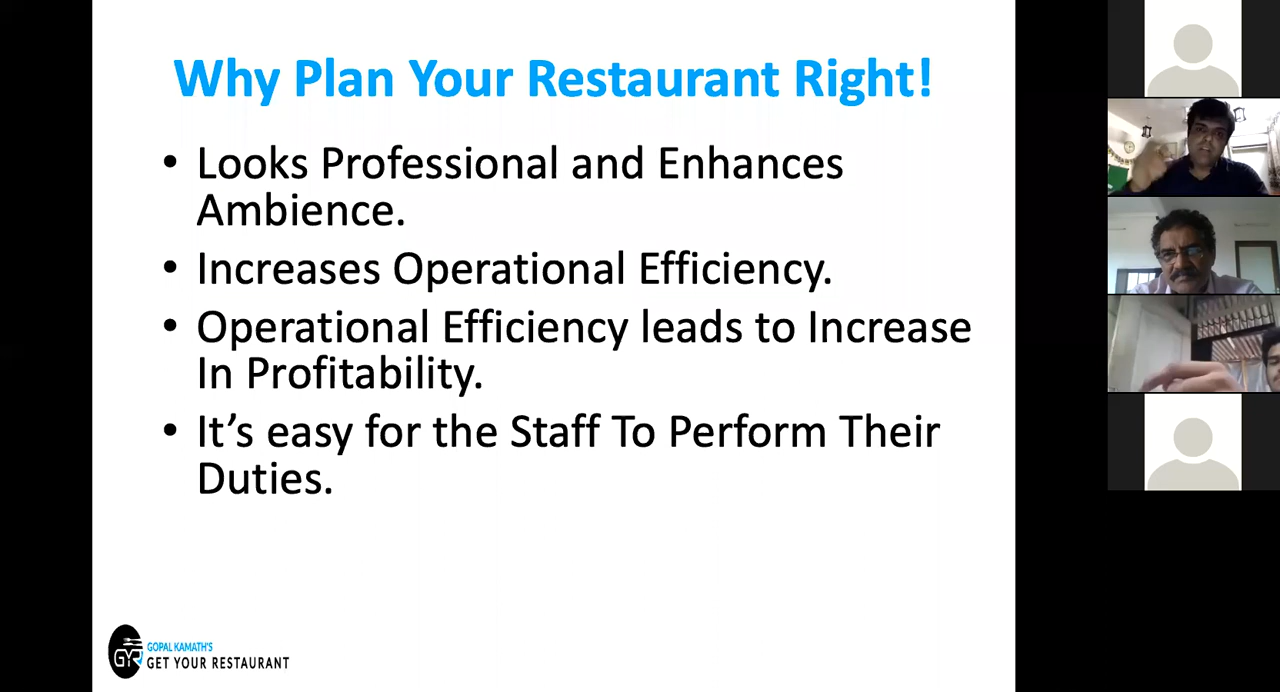 Why Plan Your Restaurant Right!
• Looks Professional and Enhances
Ambience.
• Increases Operational Efficiency.
• Operational Efficiency leads to Increase
In Profitability.
• It’s easy for the Staff To Perform Their
Duties.
GYR
GOPAL KAMATH'S
GET YOUR RESTAURANT